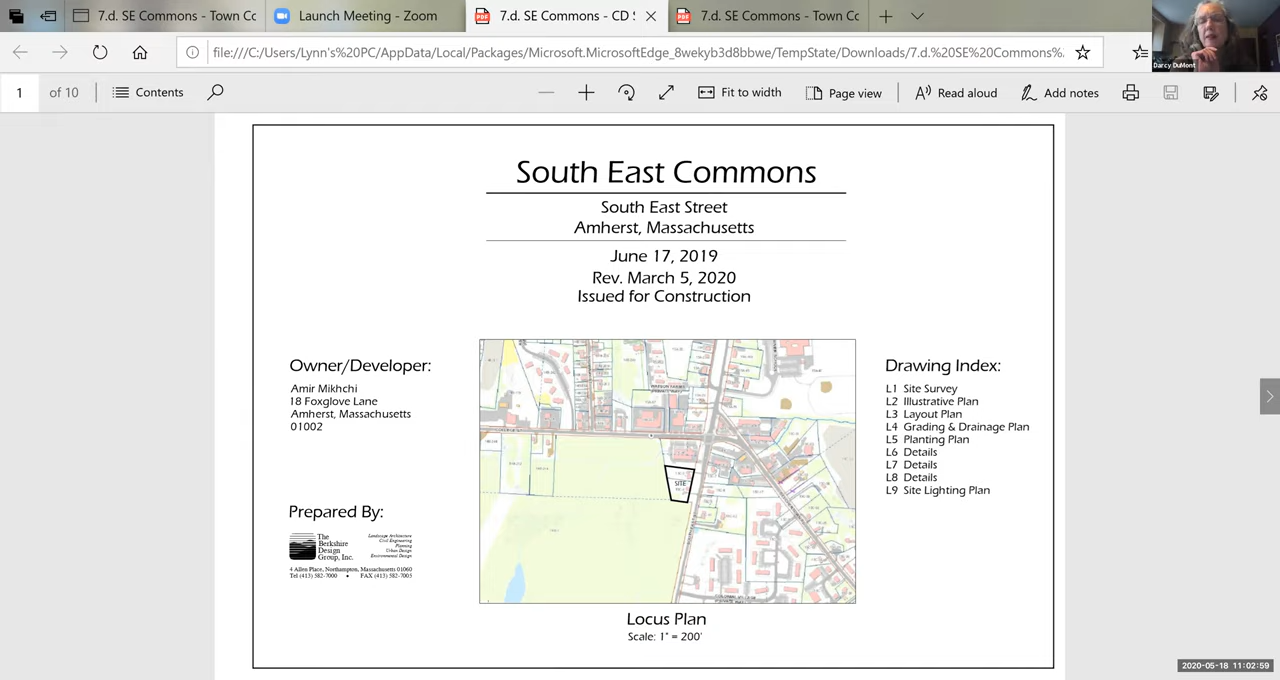 7.d. SE Commons - Town Cc
Launch Meeting - Zoom
7.d. SE Commons - CD S
7.d. SE Commons - Town Cc
file:///C:/Users/Lynn's%20PC/AppData/Local/Packages/Microsoft.MicrosoftEdge_8wekyb3d8bbwe/TempState/Downloads/7.d.%20SE%20Commons%.
Darcy DuMont
1 of 10
Contents
Fit to width
Page view
Read aloud
Add notes
South East Commons
South East Street
Amherst, Massachusetts
June 17, 2019
Rev. March 5, 2020
Issued for Construction
Owner/Developer:
Amir Mikhchi
18 Foxglove Lane
Amherst, Massachusetts
01002
Prepared By:
The
Berkshire
Design
Group, Inc.
Landscape Architecture
Civil Engineering
Planning
Urban Design
Environmental Design
4 Allen Place, Northampton, Massachusetts 01060
Tel (413) 582-7000 • FAX (413) 582-7005
SITE
Locus Plan
Scale: 1" = 200'
Drawing Index:
L1 Site Survey
L2 Illustrative Plan
L3 Layout Plan
L4 Grading & Drainage Plan
L5 Planting Plan
L6 Details
L7 Details
L8 Details
L9 Site Lighting Plan
2020-05-18 11:02:59